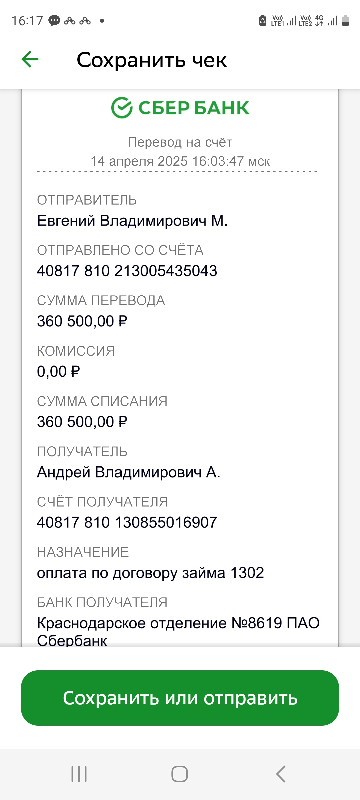 16:17
Сохранить чек
СБЕР БАНК
Перевод на счёт
14 апреля 2025 16:03:47 мск
ОТПРАВИТЕЛЬ
Евгений Владимирович М.
ОТПРАВЛЕНО СО СЧЁТА
40817 810 213005435043
СУММА ПЕРЕВОДА
360 500,00 ₽
КОМИССИЯ
0,00 ₽
СУММА СПИСАНИЯ
360 500,00 ₽
ПОЛУЧАТЕЛЬ
Андрей Владимирович А.
СЧЁТ ПОЛУЧАТЕЛЯ
40817 810 130855016907
НАЗНАЧЕНИЕ
оплата по договору займа 1302
БАНК ПОЛУЧАТЕЛЯ
Краснодарское отделение №8619 ПАО
Сбербанк
Сохранить или отправить